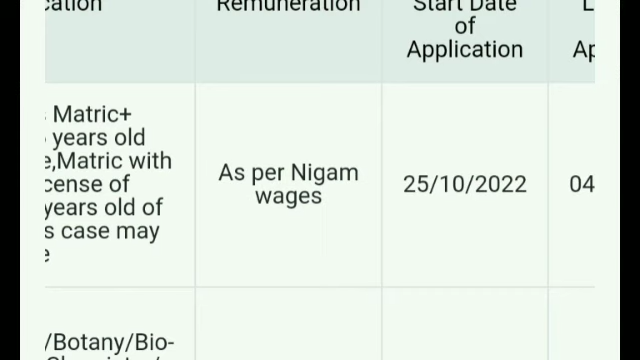 Remuneration
Start Date
of
Application
Matric+
years old
Matric with
of
years old of
case may
As per Nigam
wages
25/10/2022
04
/Botany/Bio-